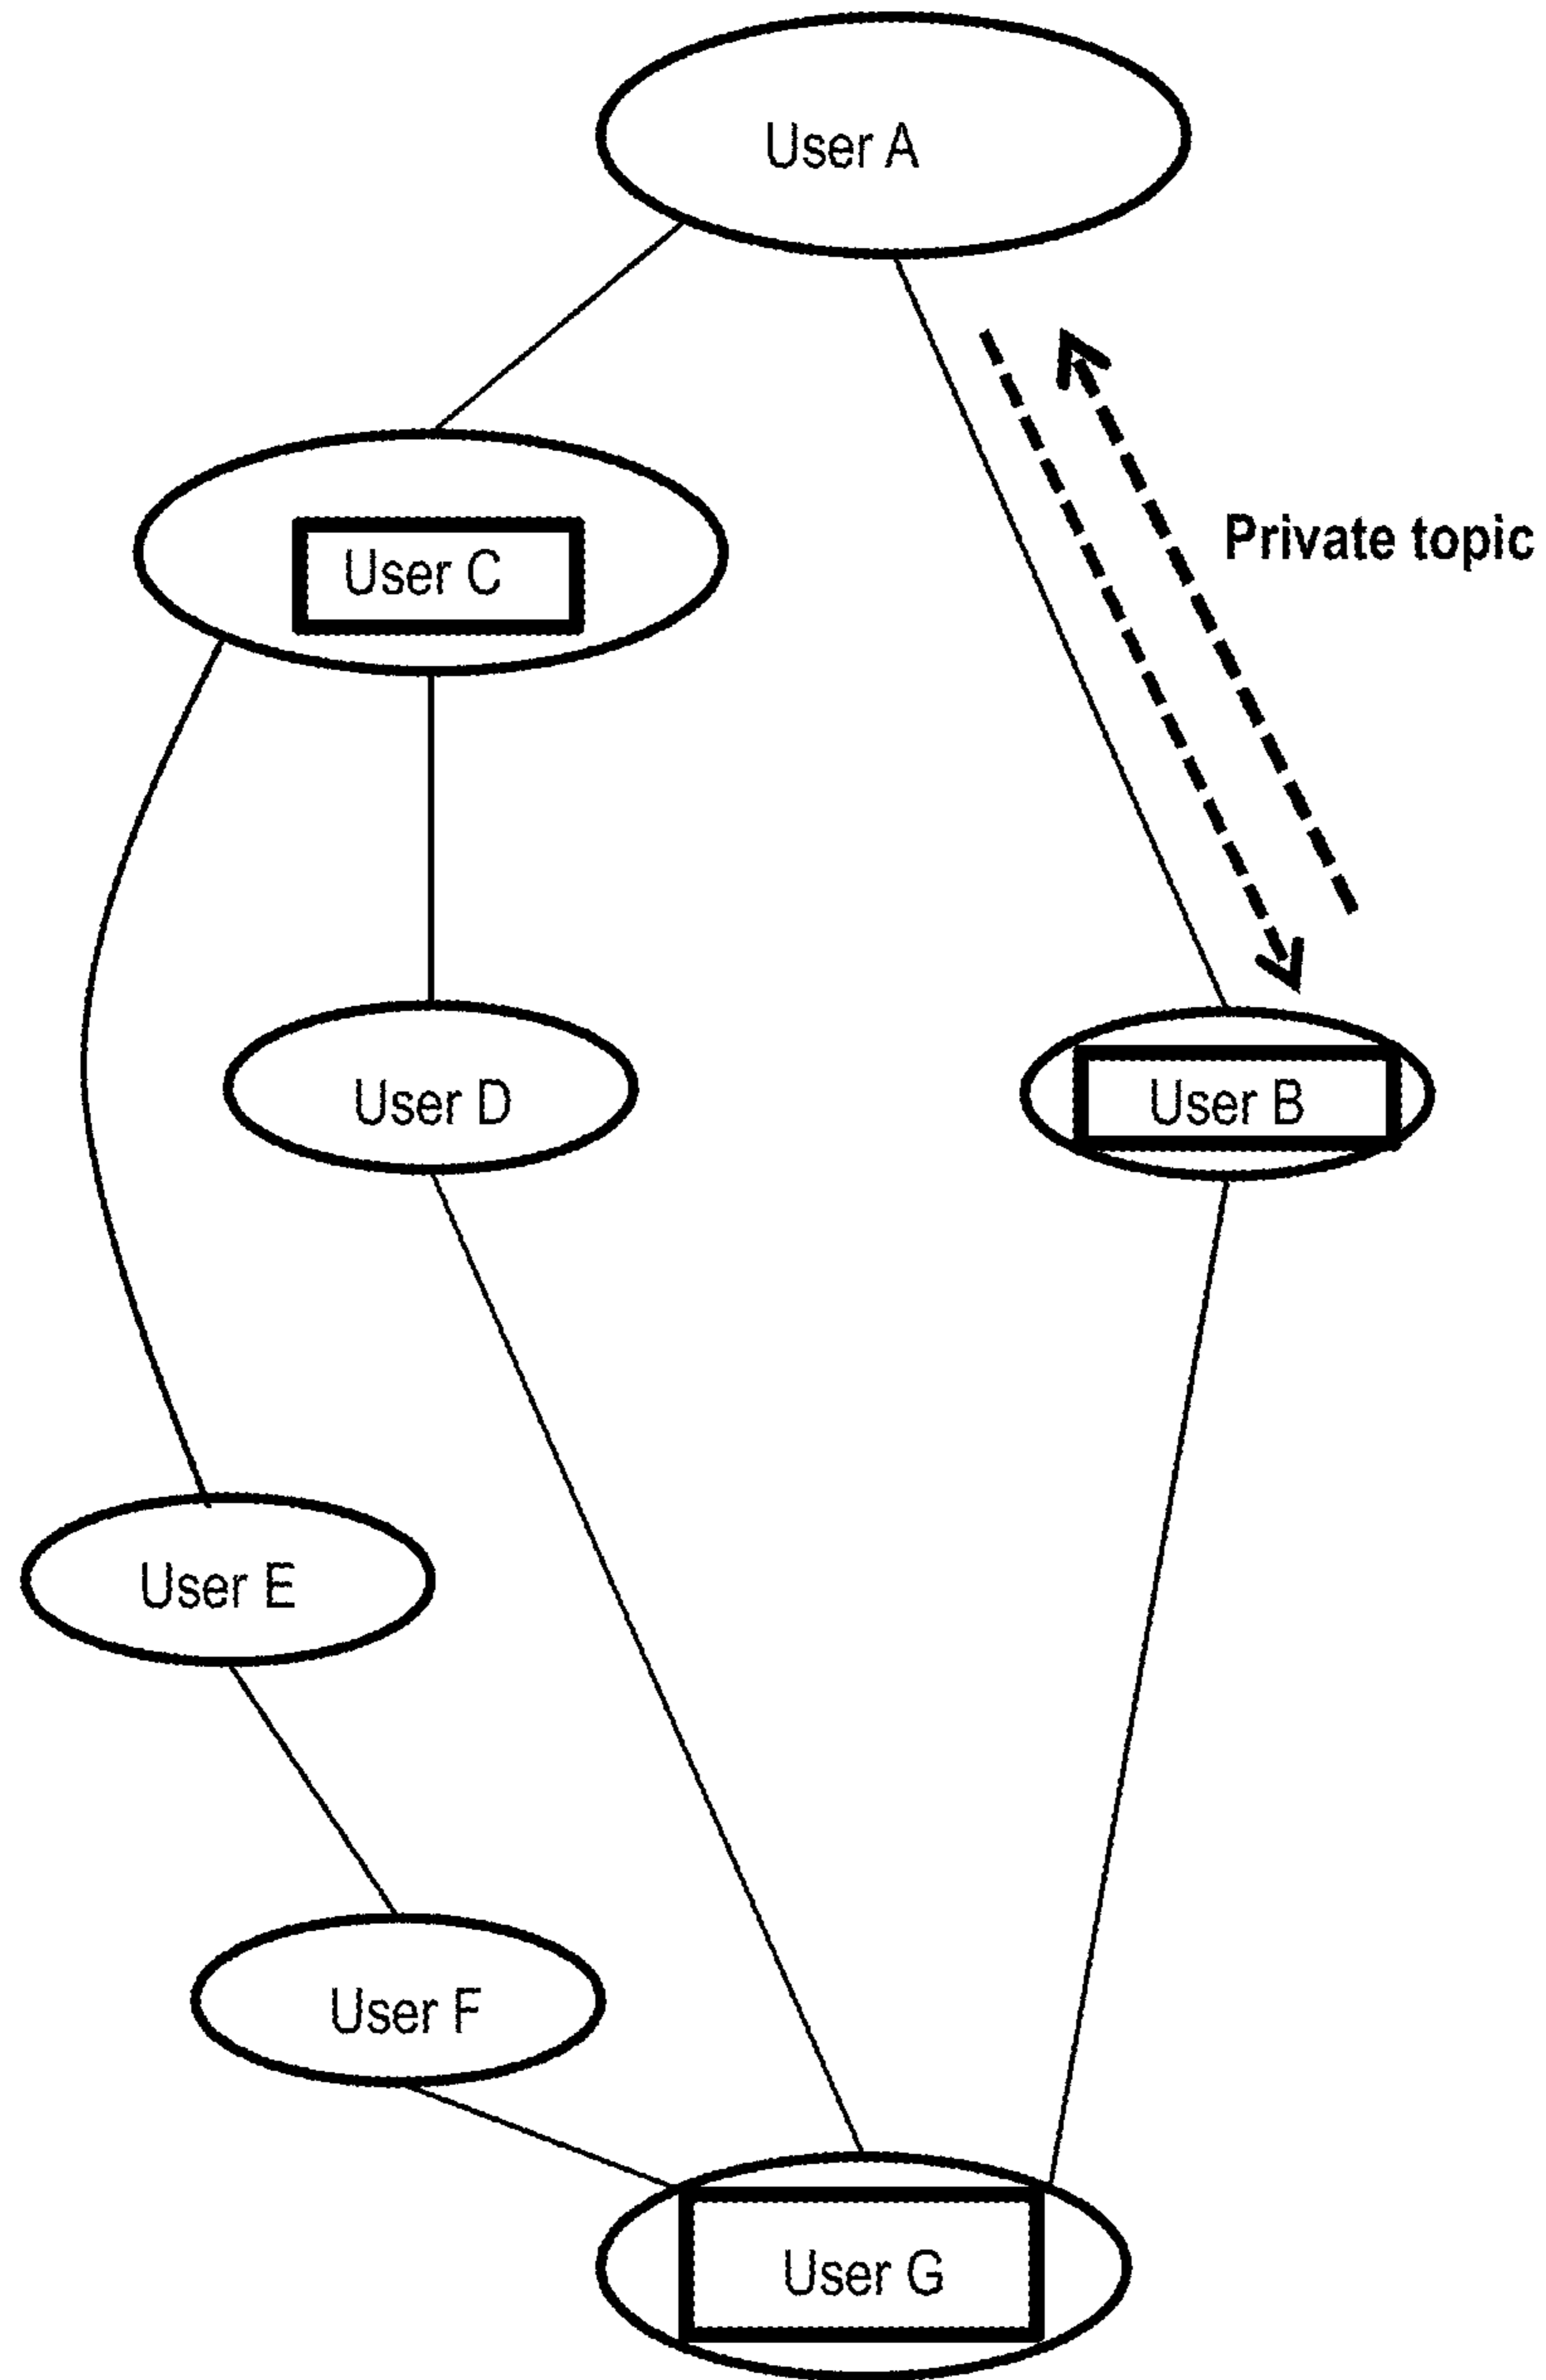 User A
Private topic
User C
User D
User B
User E
User F
User G